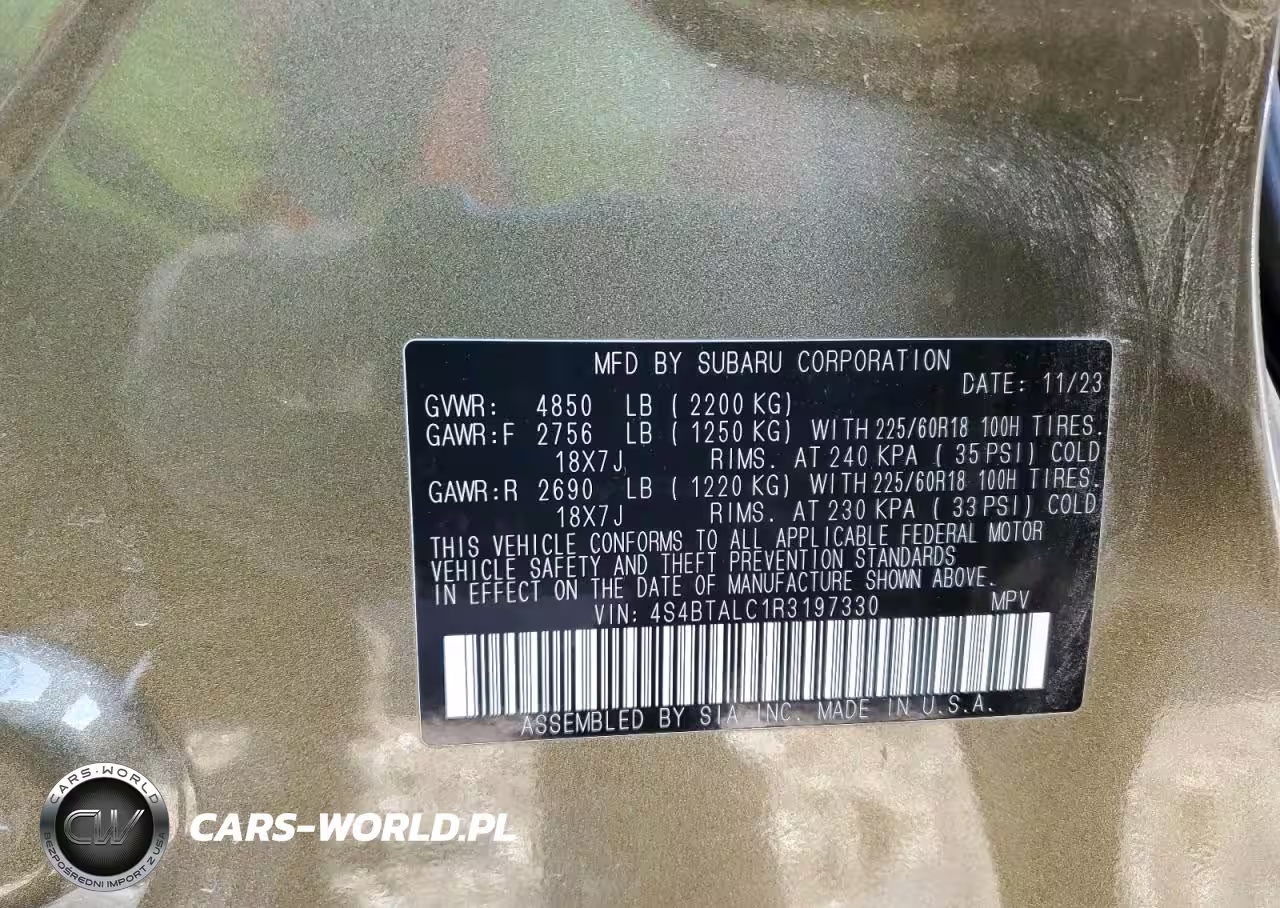 MFD BY SUBARU CORPORATION
DATE: 11/23
GVWR: 4850 LB ( 2200 KG)
GAWR:F 2756 LB ( 1250 KG) WITH 225/60R18 100H TIRES.
18X7J RIMS. AT 240 KPA ( 35 PSI) COLD
GAWR:R 2690 LB ( 1220 KG) WITH 225/60R18 100H TIRES.
18X7J RIMS. AT 230 KPA ( 33 PSI) COLD
THIS VEHICLE CONFORMS TO ALL APPLICABLE FEDERAL MOTOR
VEHICLE SAFETY AND THEFT PREVENTION STANDARDS
IN EFFECT ON THE DATE OF MANUFACTURE SHOWN ABOVE.
VIN: 4S4BTALC1R3197330 MPV
ASSEMBLED BY SIA INC. MADE IN U.S.A.
CARS-WORLD
CW
BEZPOŚREDNI IMPORT Z USA
CARS-WORLD.PL